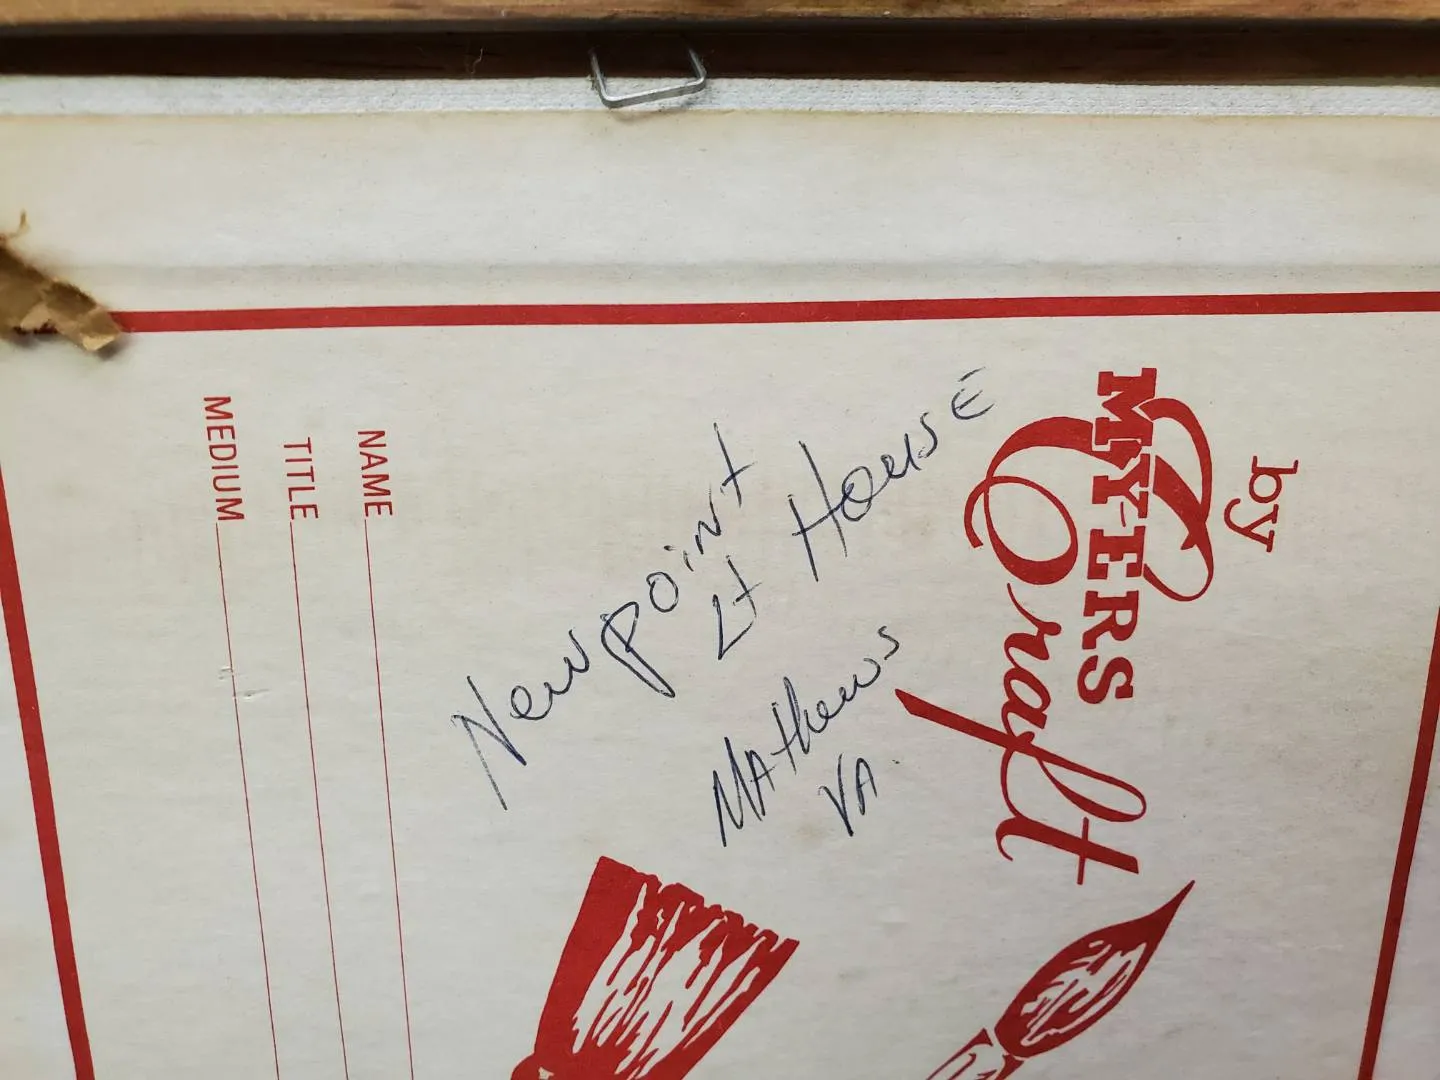 by
MYERS
Craft
Newpoint
Lt House
Mathews
VA.
NAME
TITLE
MEDIUM